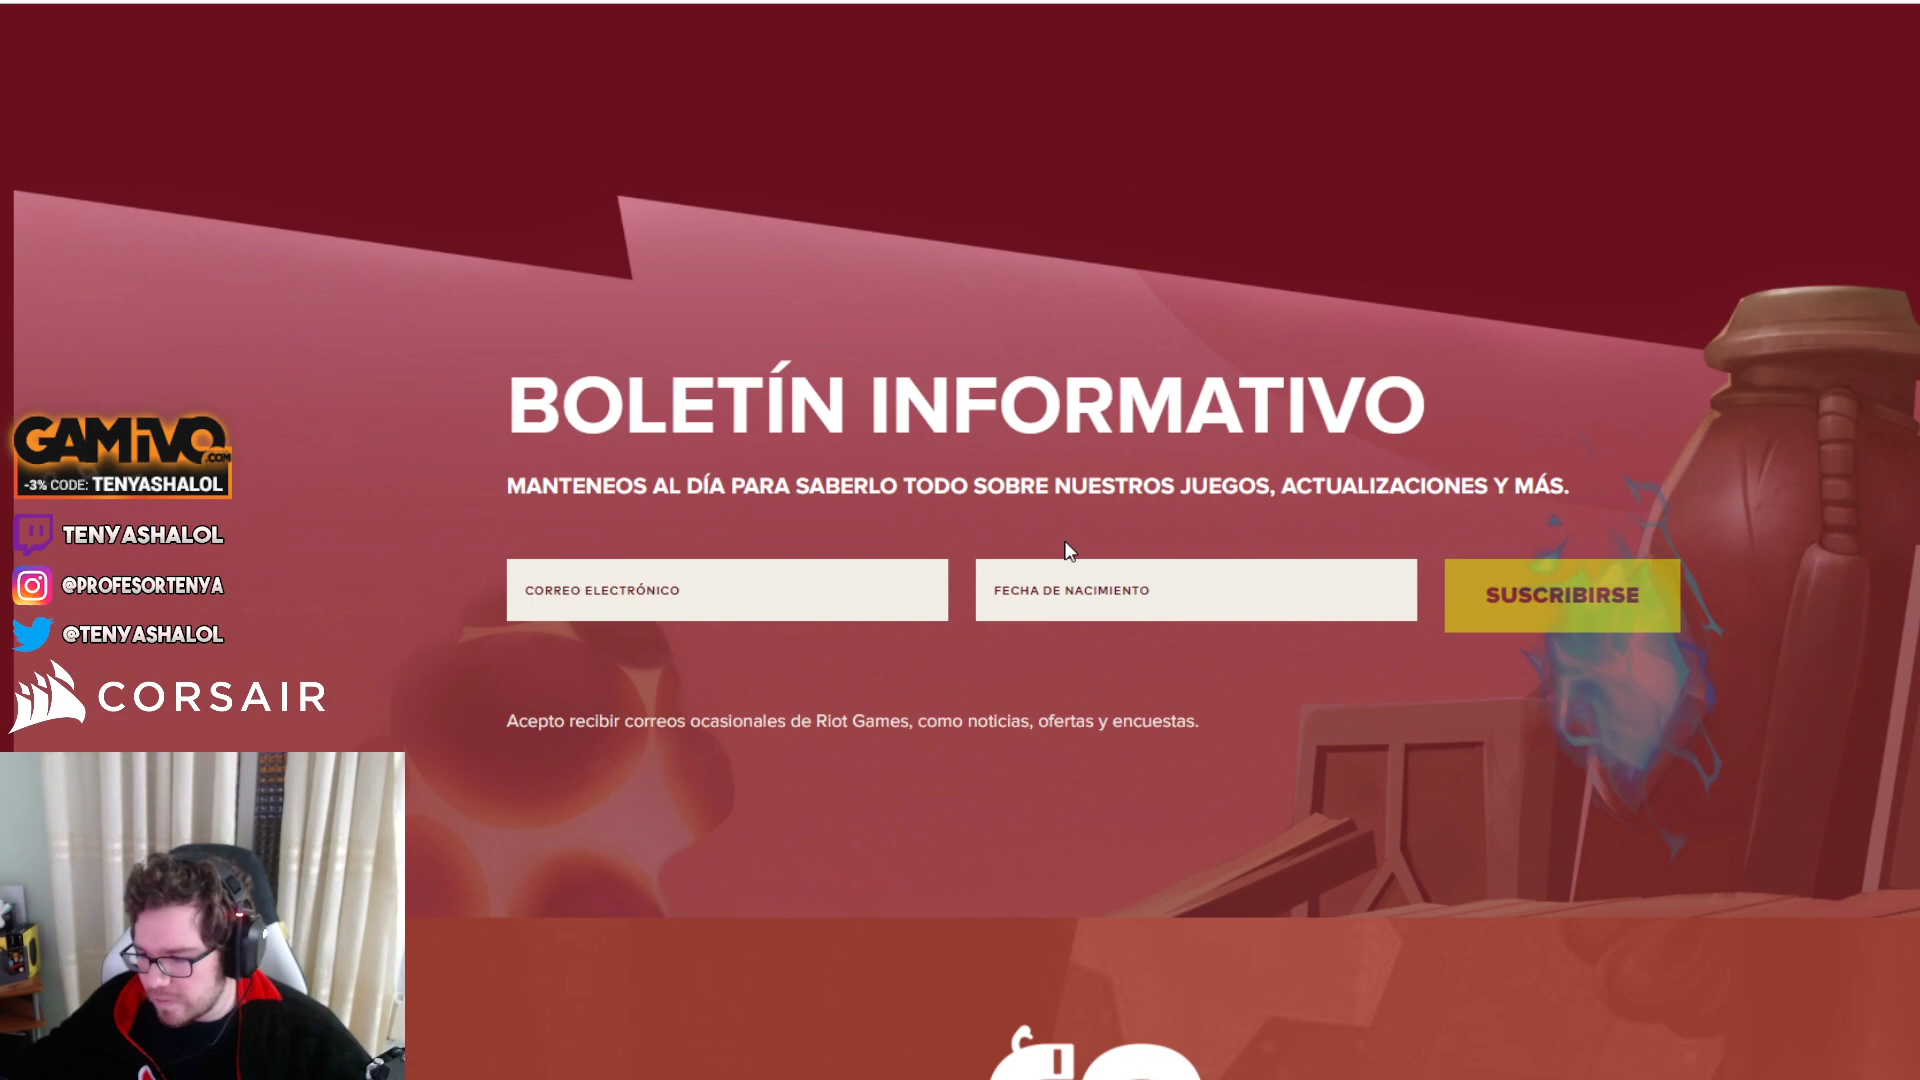 BOLETÍN INFORMATIVO
MANTENEOS AL DÍA PARA SABERLO TODO SOBRE NUESTROS JUEGOS, ACTUALIZACIONES Y MÁS.
CORREO ELECTRÓNICO
FECHA DE NACIMIENTO
SUSCRIBIRSE
Acepto recibir correos ocasionales de Riot Games, como noticias, ofertas y encuestas.
GAMIVO.COM
-3% CODE: TENYASHALOL
TENYASHALOL
@PROFESORTENYA
@TENYASHALOL
CORSAIR